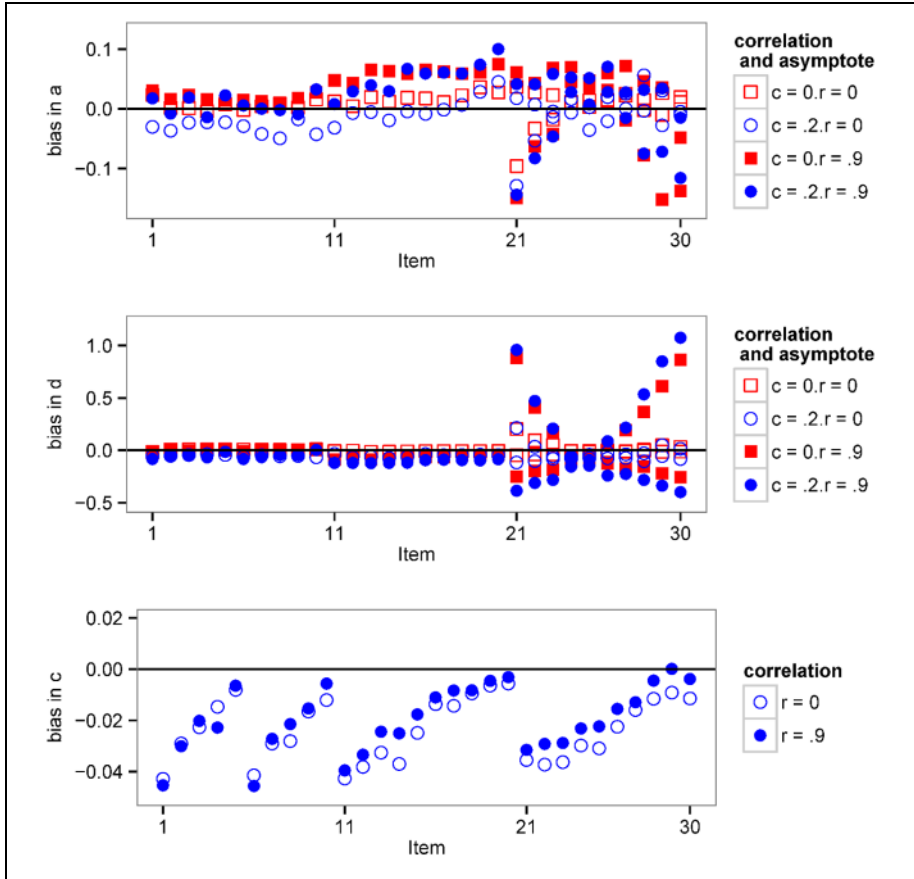 0.1
0.0
−0.1
bias in a
1
11
21
30
Item
correlation
and asymptote
c = 0.r = 0
c = .2.r = 0
c = 0.r = .9
c = .2.r = .9
1.0
0.5
0.0
−0.5
bias in d
1
11
21
30
Item
correlation
and asymptote
c = 0.r = 0
c = .2.r = 0
c = 0.r = .9
c = .2.r = .9
0.02
0.00
−0.02
−0.04
bias in c
1
11
21
30
Item
correlation
r = 0
r = .9